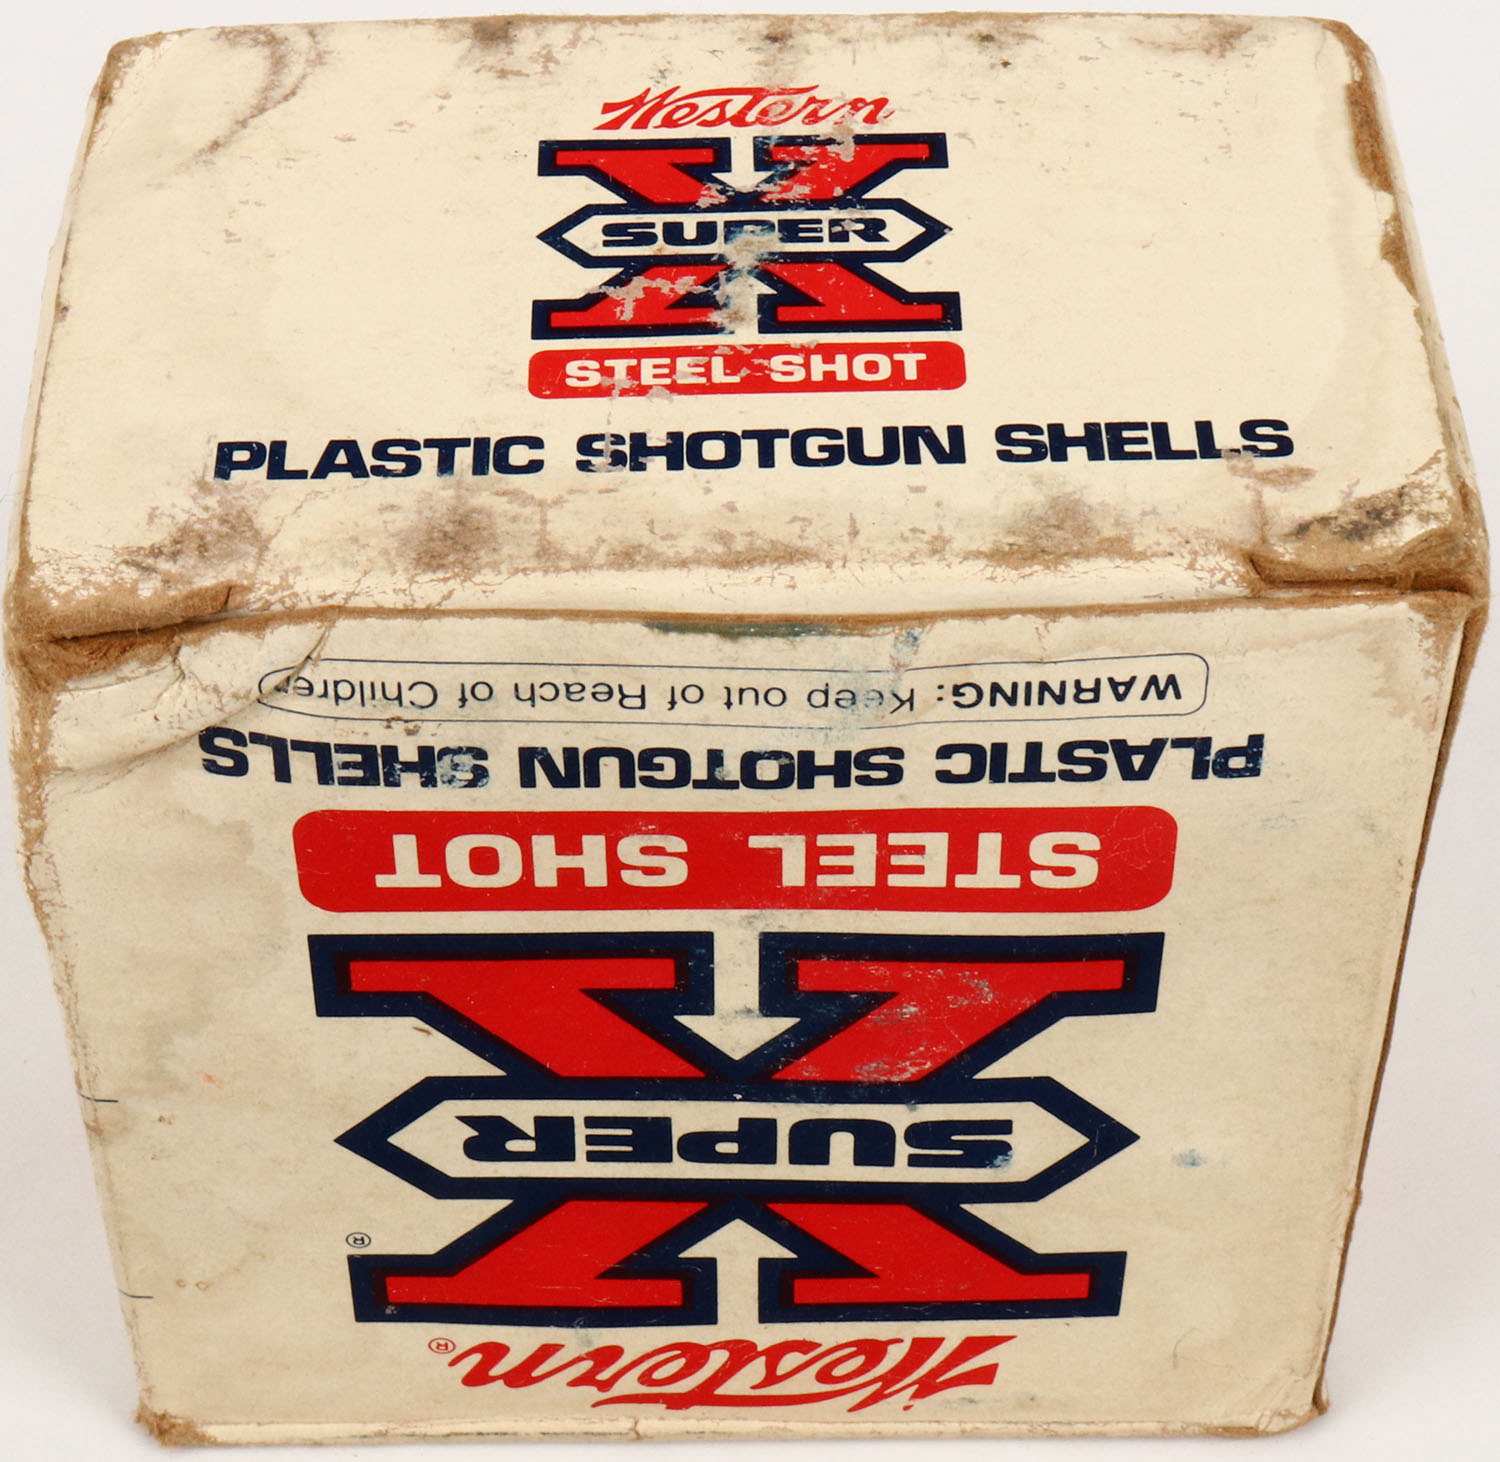 Western
SUPER
X
STEEL SHOT
PLASTIC SHOTGUN SHELLS
Western®
SUPER
X®
STEEL SHOT
PLASTIC SHOTGUN SHELLS
WARNING: Keep out of Reach of Children